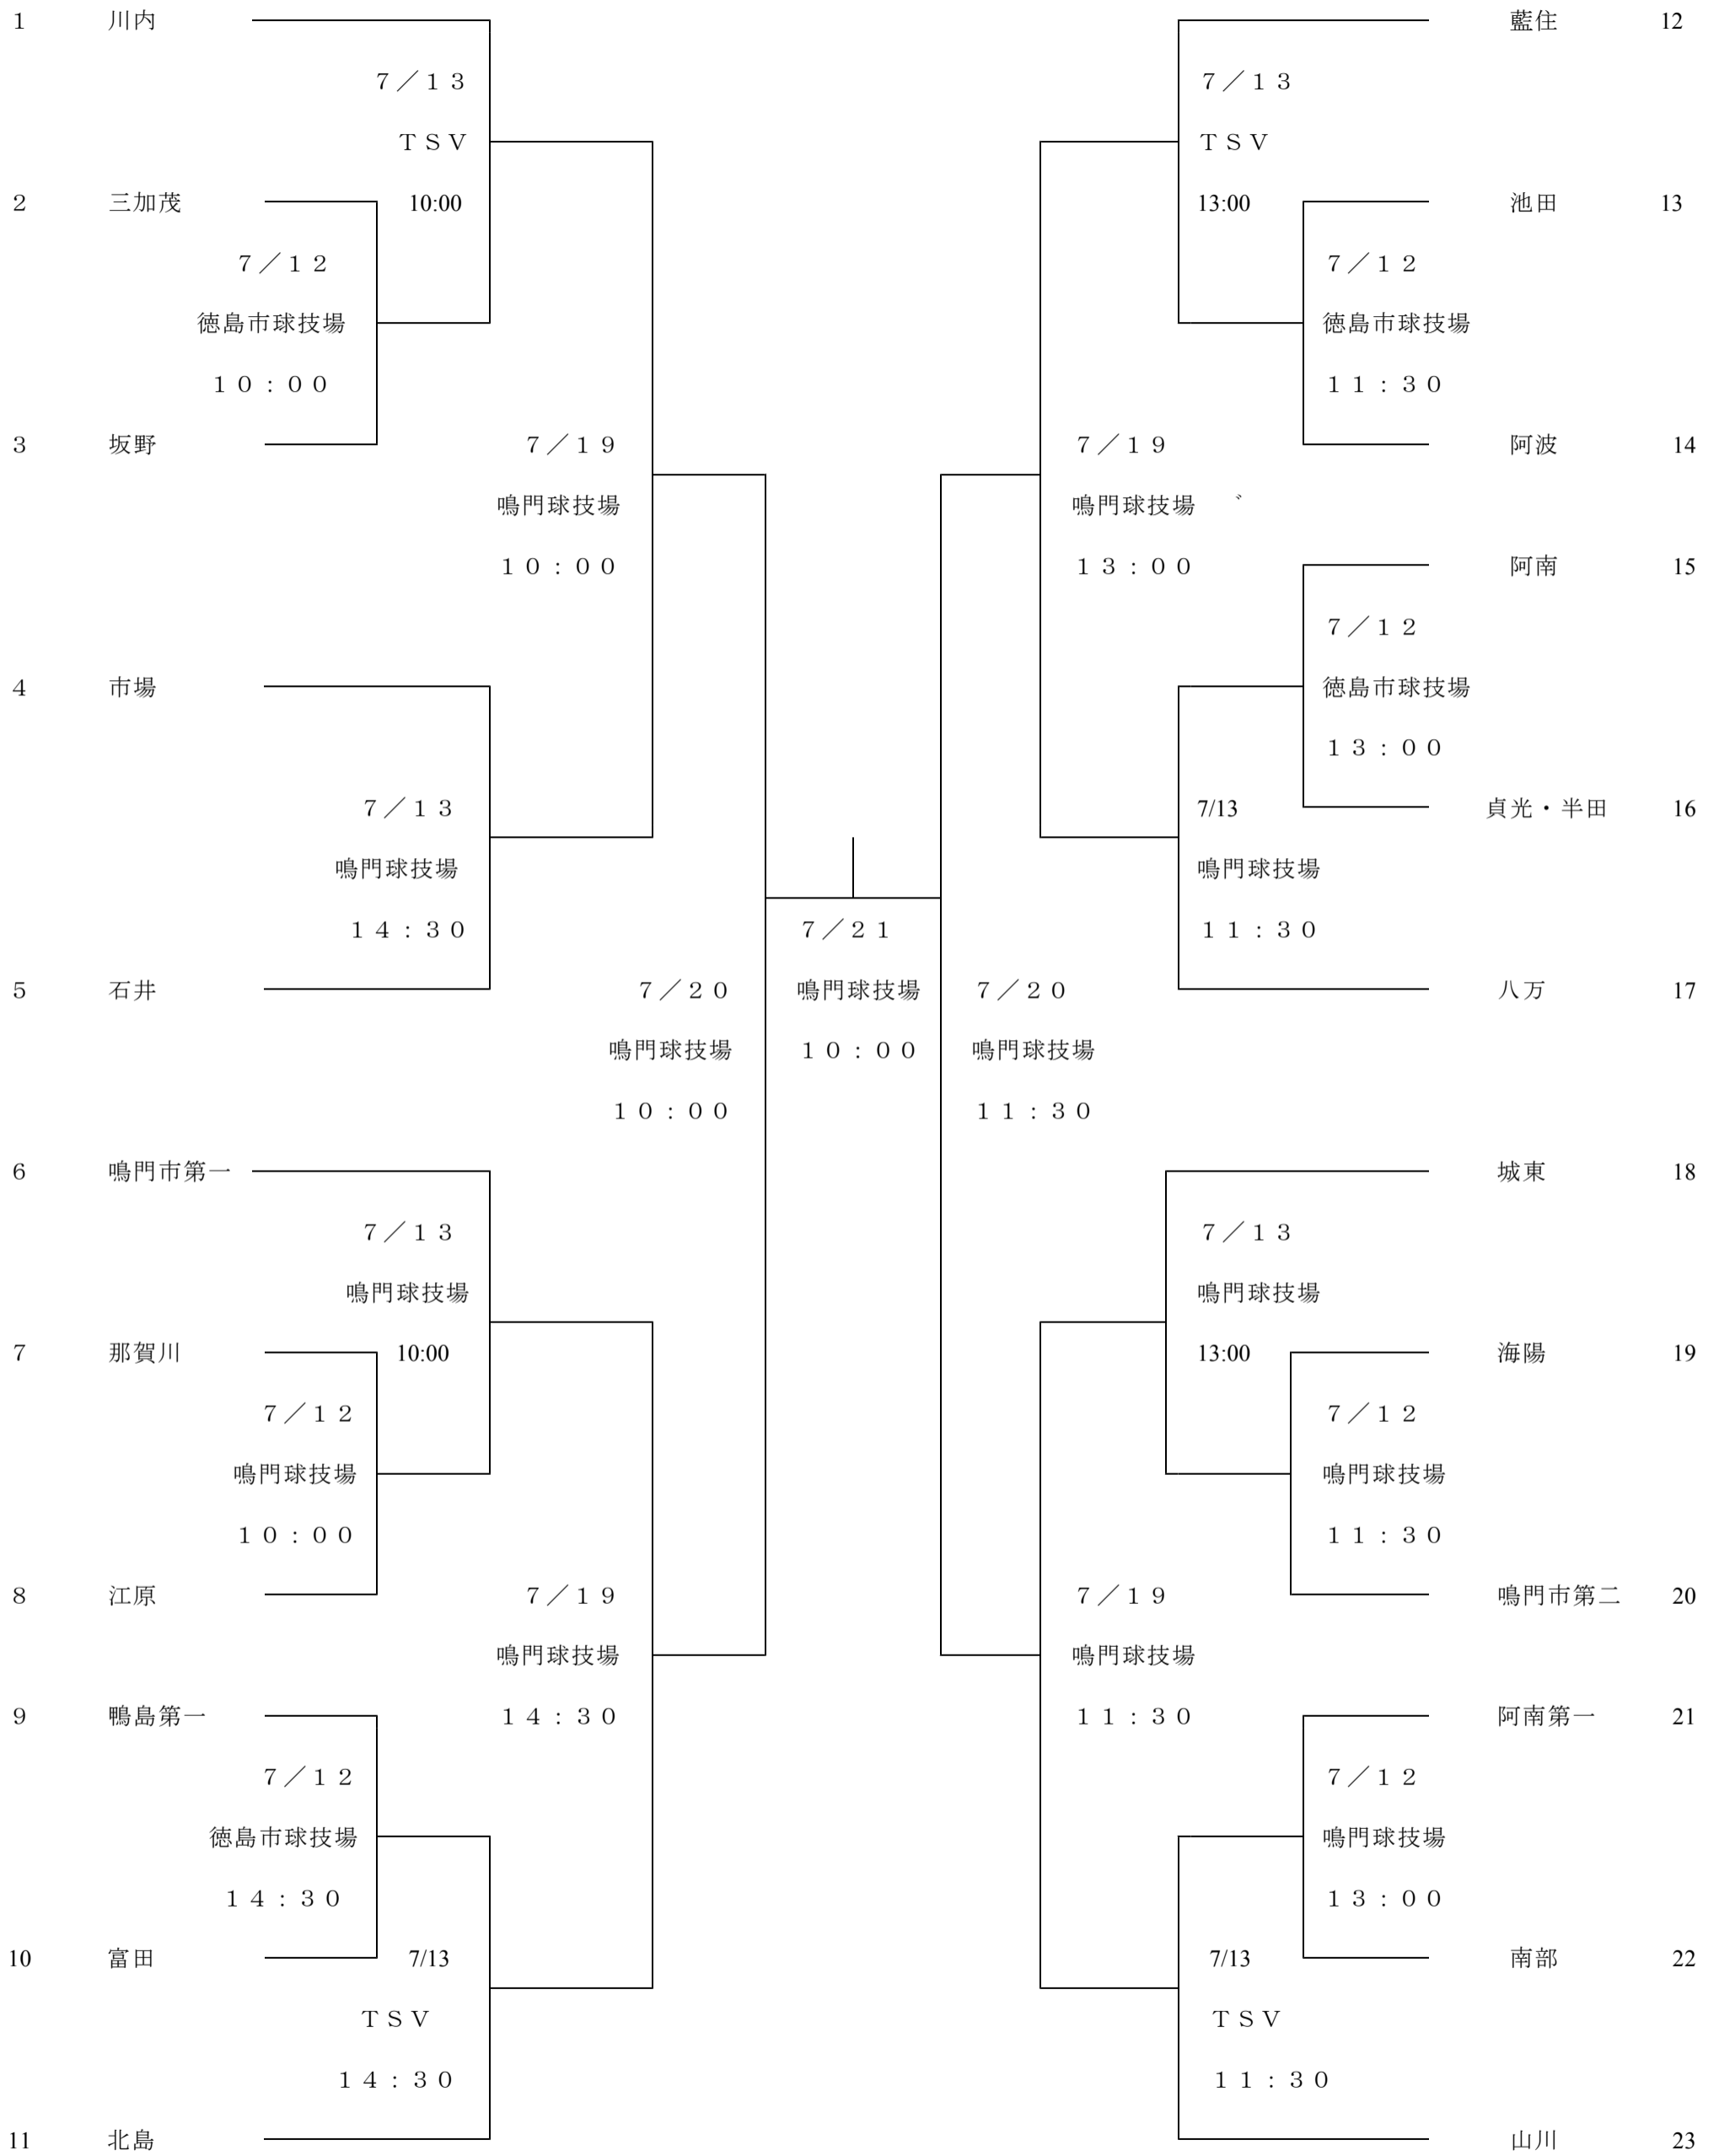 1 川内 藍住 12
７／１３ ７／１３
ＴＳＶ ＴＳＶ
2 三加茂 10:00 13:00 池田 13
７／１２ ７／１２
徳島市球技場 徳島市球技場
１０：００ １１：３０
3 坂野 ７／１９ ７／１９ 阿波 14
鳴門球技場 鳴門球技場 ゛
１０：００ １３：００ 阿南 15
７／１２
4 市場 徳島市球技場
１３：００
７／１３ 7/13 貞光・半田 16
鳴門球技場 鳴門球技場
１４：３０ ７／２１ １１：３０
5 石井 ７／２０ 鳴門球技場 ７／２０ 八万 17
鳴門球技場 １０：００ 鳴門球技場
１０：００ １１：３０
6 鳴門市第一 城東 18
７／１３ ７／１３
鳴門球技場 鳴門球技場
7 那賀川 10:00 13:00 海陽 19
７／１２ ７／１２
鳴門球技場 鳴門球技場
１０：００ １１：３０
8 江原 ７／１９ ７／１９ 鳴門市第二 20
鳴門球技場 鳴門球技場
9 鴨島第一 １４：３０ １１：３０ 阿南第一 21
７／１２ ７／１２
徳島市球技場 鳴門球技場
１４：３０ １３：００
10 富田 7/13 7/13 南部 22
ＴＳＶ ＴＳＶ
１４：３０ １１：３０
11 北島 山川 23